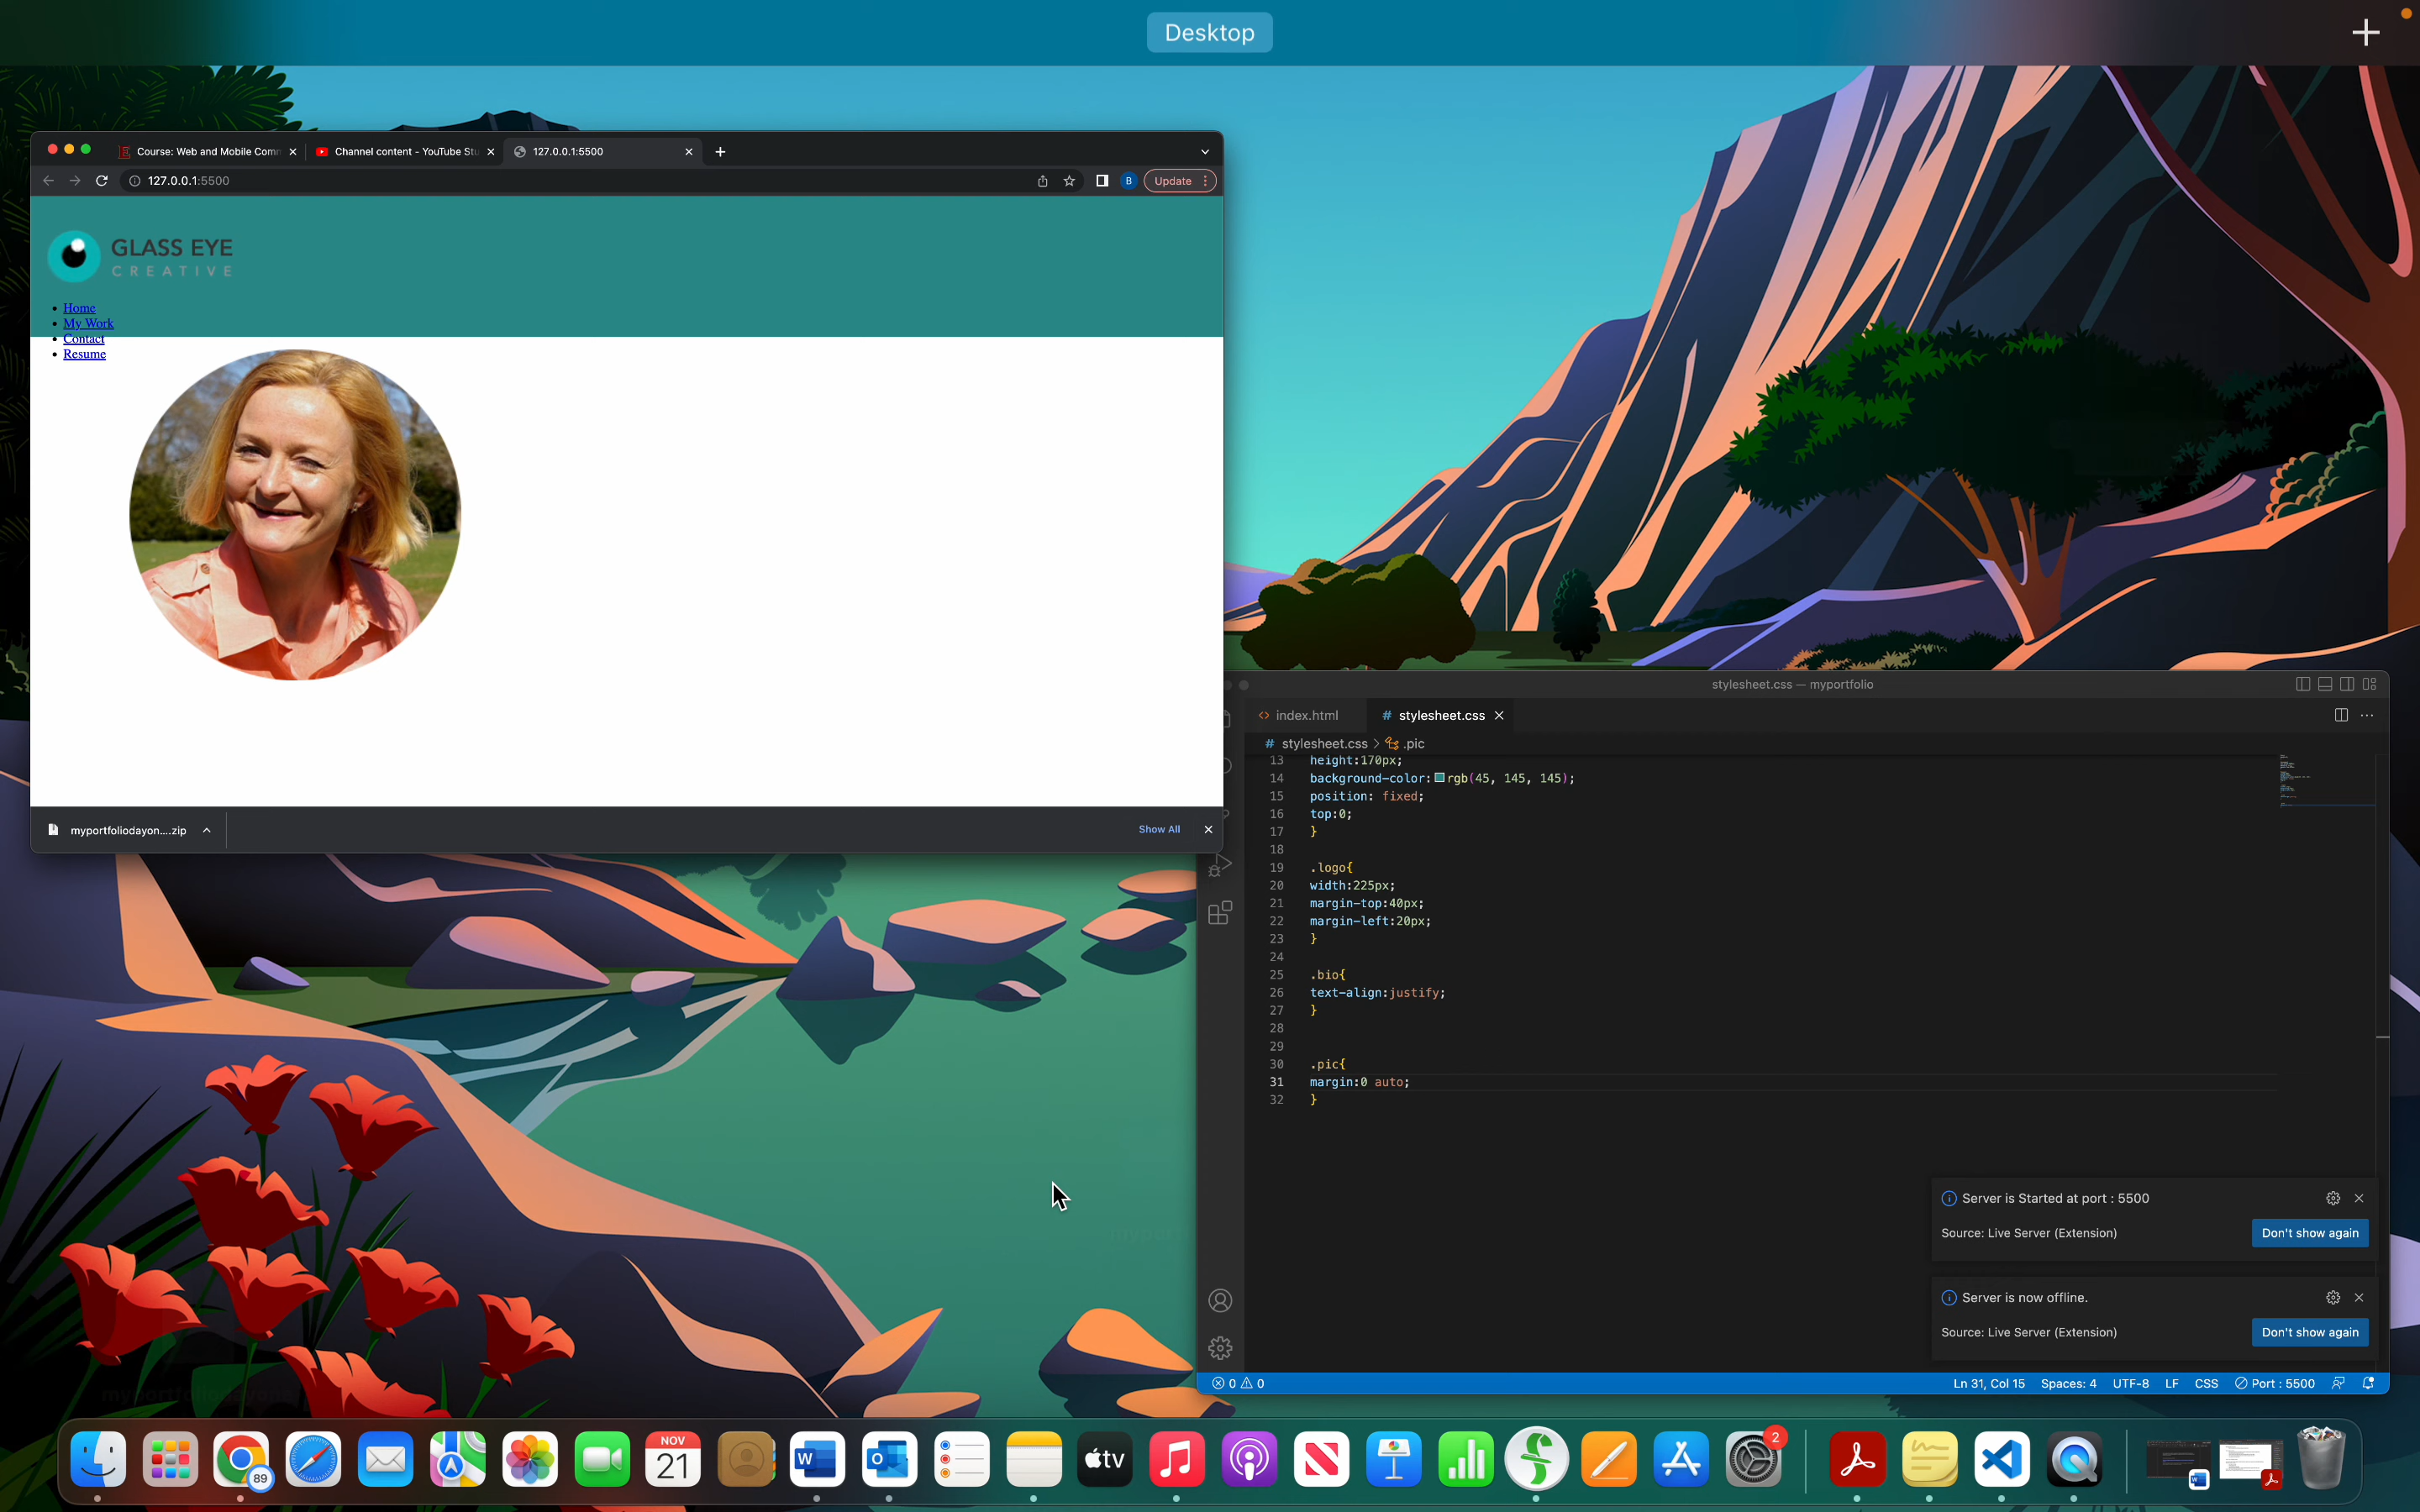 Desktop
Course: Web and Mobile Comm
Channel content - YouTube Stu
127.0.0.1:5500
127.0.0.1:5500
B
Update
GLASS EYE
CREATIVE
Home
My Work
Contact
Resume
myportfoliodayon....zip
Show All
stylesheet.css — myportfolio
<> index.html
# stylesheet.css
# stylesheet.css > .pic
13 height:170px;
14 background-color: rgb(45, 145, 145);
15 position: fixed;
16 top:0;
17 }
18
19 .logo{
20 width:225px;
21 margin-top:40px;
22 margin-left:20px;
23 }
24
25 .bio{
26 text-align:justify;
27 }
28
29
30 .pic{
31 margin:0 auto;
32 }
Server is Started at port : 5500
Source: Live Server (Extension)
Don't show again
Server is now offline.
Source: Live Server (Extension)
Don't show again
0 0
Ln 31, Col 15 Spaces: 4 UTF-8 LF CSS Port : 5500
89
NOV
21
W
O
tv
2
W